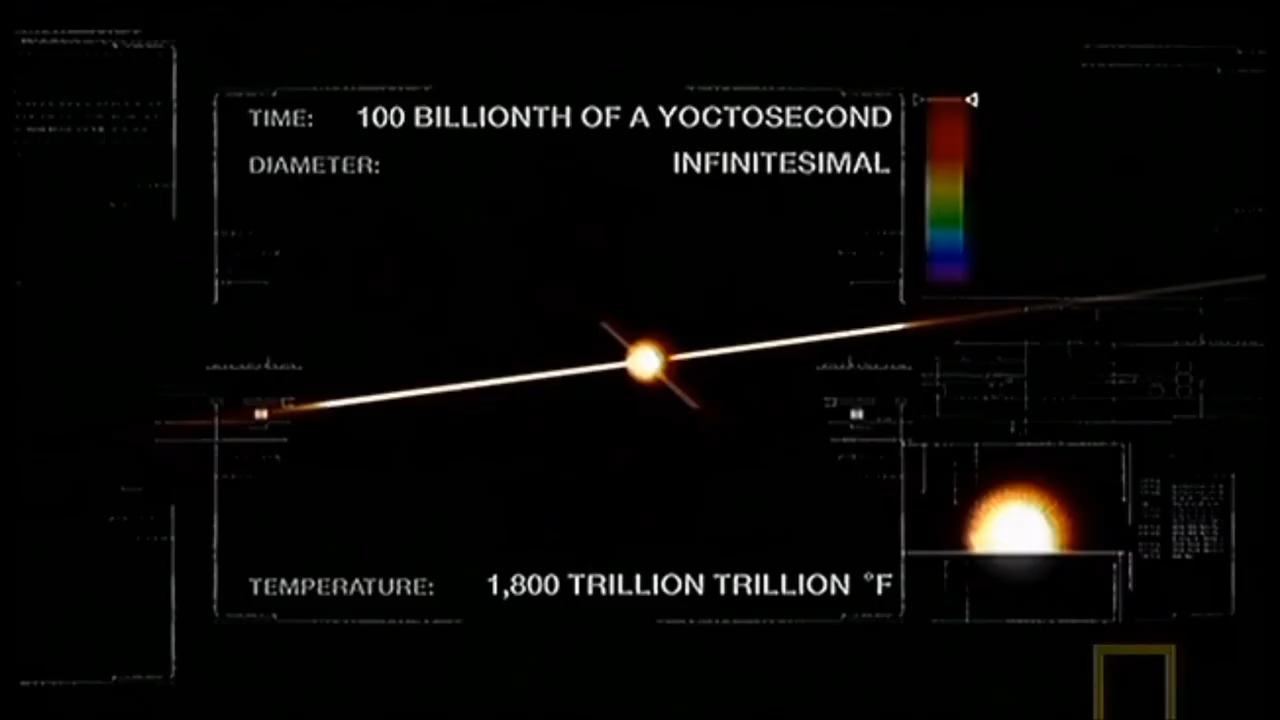 TIME: 100 BILLIONTH OF A YOCTOSECOND
DIAMETER: INFINITESIMAL
TEMPERATURE: 1,800 TRILLION TRILLION °F